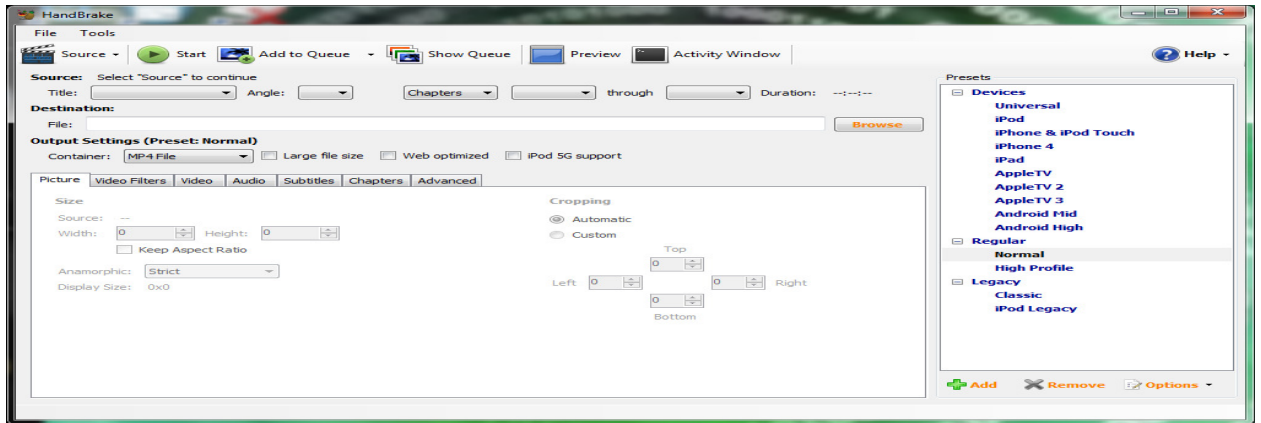 HandBrake
File Tools
Source Start Add to Queue Show Queue Preview Activity Window Help
Source: Select "Source" to continue
Title: Angle: Chapters through Duration: --:--:--
Destination:
File: Browse
Output Settings (Preset: Normal)
Container: MP4 File Large file size Web optimized iPod 5G support
Picture Video Filters Video Audio Subtitles Chapters Advanced
Size
Source: --
Width: 0 Height: 0
Keep Aspect Ratio
Anamorphic: Strict
Display Size: 0x0
Cropping
Automatic
Custom
Top
0
Left 0 0 Right
0
Bottom
Presets
Devices
Universal
iPod
iPhone & iPod Touch
iPhone 4
iPad
AppleTV
AppleTV 2
AppleTV 3
Android Mid
Android High
Regular
Normal
High Profile
Legacy
Classic
iPod Legacy
Add Remove Options